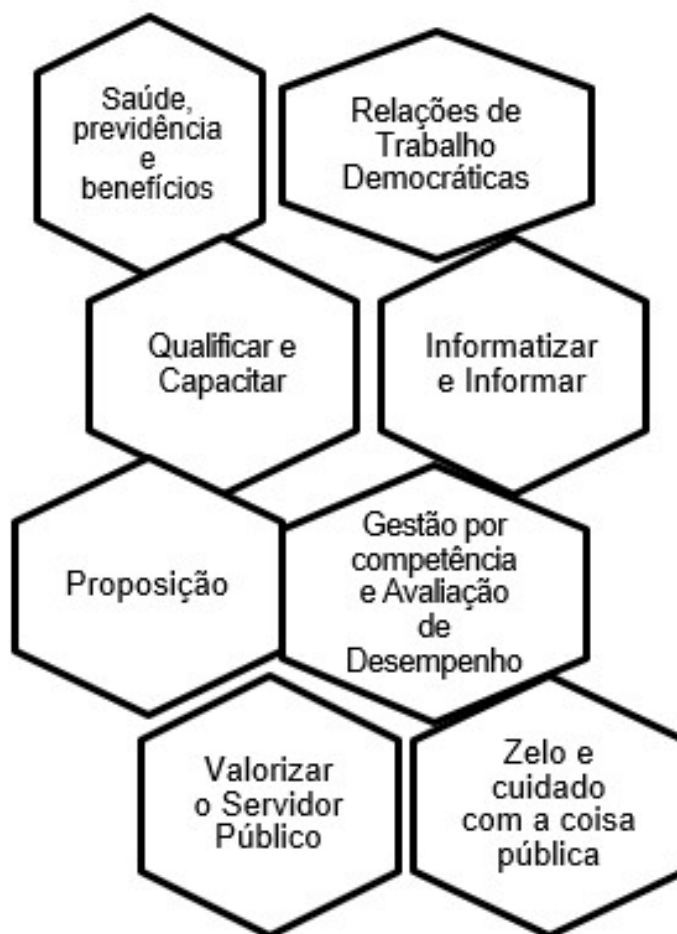 Saúde,
previdência
e
benefícios
Relações de
Trabalho
Democráticas
Qualificar e
Capacitar
Informatizar
e Informar
Proposição
Gestão por
competência
e Avaliação
de
Desempenho
Valorizar
o Servidor
Público
Zelo e
cuidado
com a coisa
pública